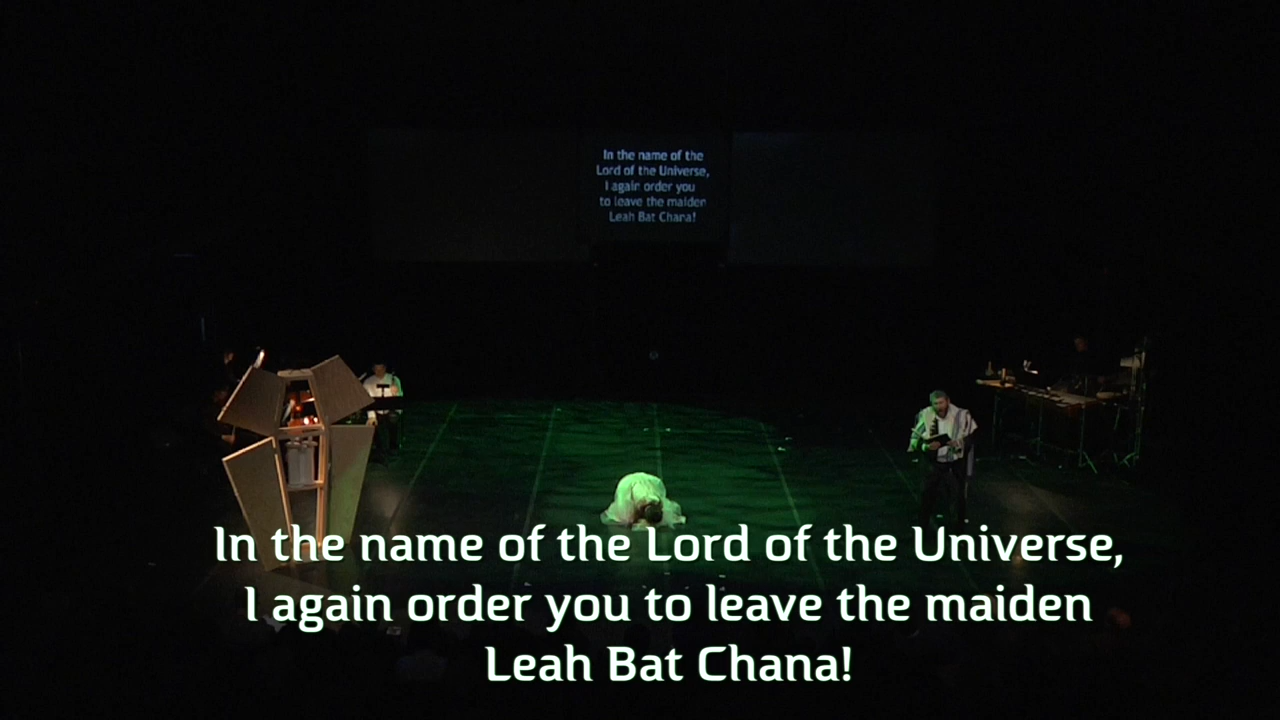 In the name of the
Lord of the Universe,
I again order you
to leave the maiden
Leah Bat Chana!
In the name of the Lord of the Universe,
I again order you to leave the maiden
Leah Bat Chana!